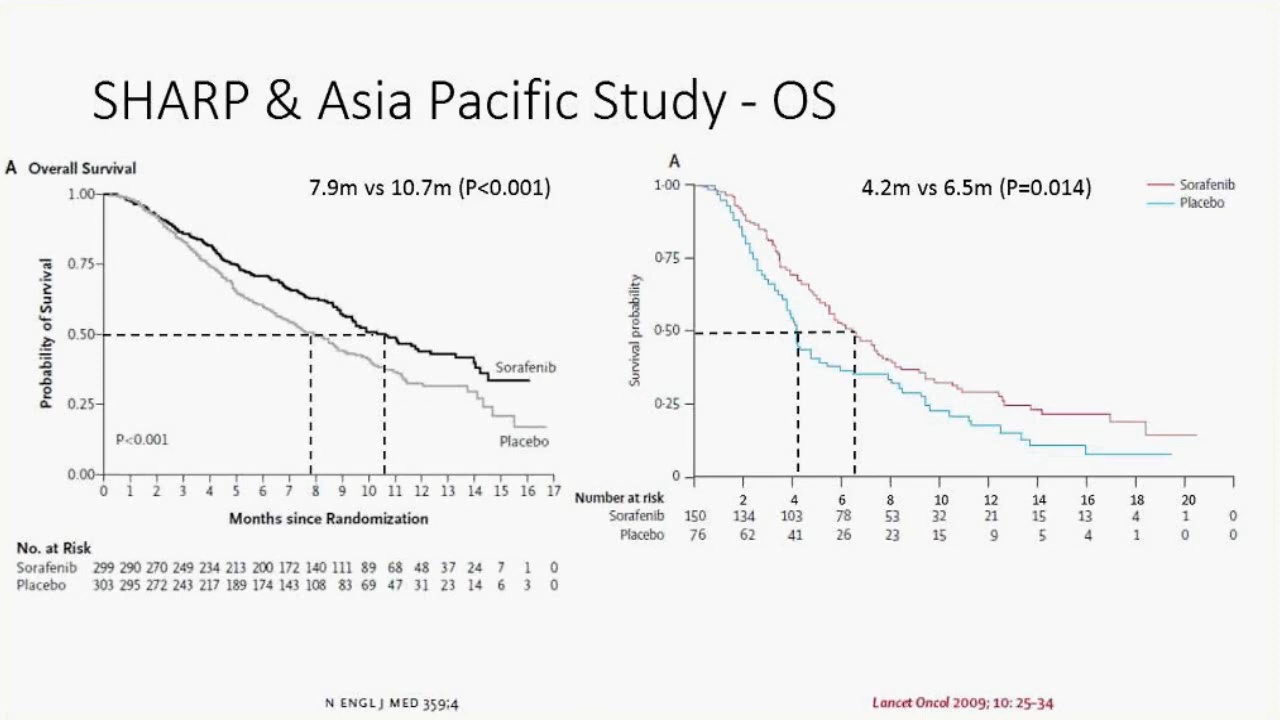 SHARP & Asia Pacific Study - OS
A Overall Survival
7.9m vs 10.7m (P<0.001)
Probability of Survival
1.00
0.75
0.50
0.25
0.00
P<0.001
Sorafenib
Placebo
0 1 2 3 4 5 6 7 8 9 10 11 12 13 14 15 16 17
Months since Randomization
No. at Risk
Sorafenib 299 290 270 249 234 213 200 172 140 111 89 68 48 37 24 7 1 0
Placebo 303 295 272 243 217 189 174 143 108 83 69 47 31 23 14 6 3 0
N ENGL J MED 359;4
A
4.2m vs 6.5m (P=0.014)
Sorafenib
Placebo
Survival probability
1·00
0·75
0·50
0·25
0
2 4 6 8 10 12 14 16 18 20
Number at risk
Sorafenib 150 134 103 78 53 32 21 15 13 4 1 0
Placebo 76 62 41 26 23 15 9 5 4 1 0 0
Lancet Oncol 2009; 10: 25–34